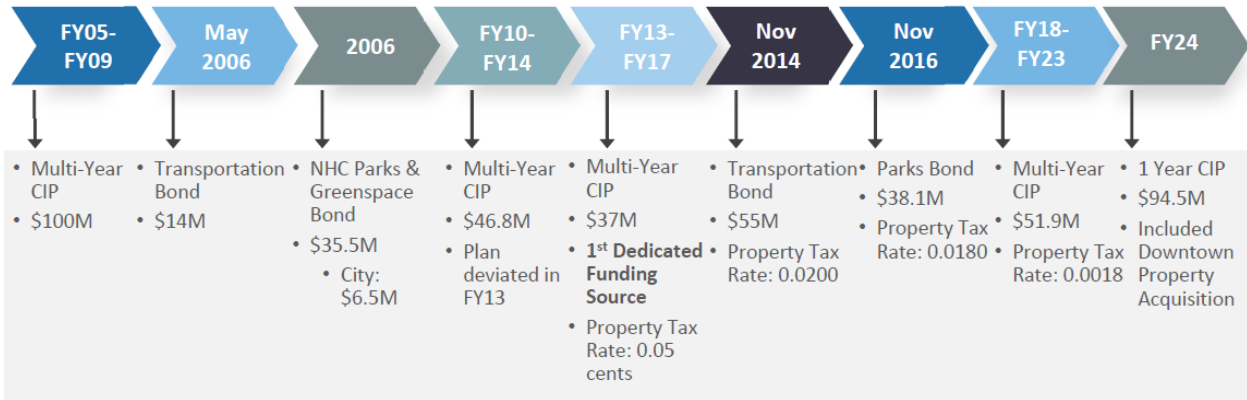 FY05-
FY09
May
2006
2006
FY10-
FY14
FY13-
FY17
Nov
2014
Nov
2016
FY18-
FY23
FY24
• Multi-Year
CIP
• $100M
• Transportation
Bond
• $14M
• NHC Parks &
Greenspace
Bond
• $35.5M
• City:
$6.5M
• Multi-Year
CIP
• $46.8M
• Plan
deviated in
FY13
• Multi-Year
CIP
• $37M
• 1st Dedicated
Funding
Source
• Property Tax
Rate: 0.05
cents
• Transportation
Bond
• $55M
• Property Tax
Rate: 0.0200
• Parks Bond
• $38.1M
• Property Tax
Rate: 0.0180
• Multi-Year
CIP
• $51.9M
• Property Tax
Rate: 0.0018
• 1 Year CIP
• $94.5M
• Included
Downtown
Property
Acquisition